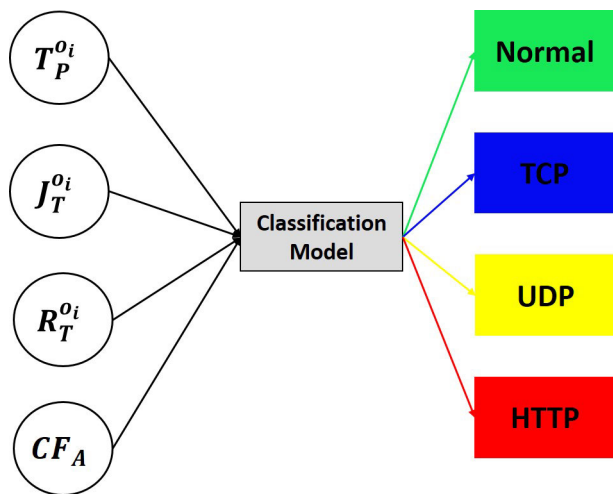 T_P^{o_i}
J_T^{o_i}
R_T^{o_i}
CF_A
Classification
Model
Normal
TCP
UDP
HTTP